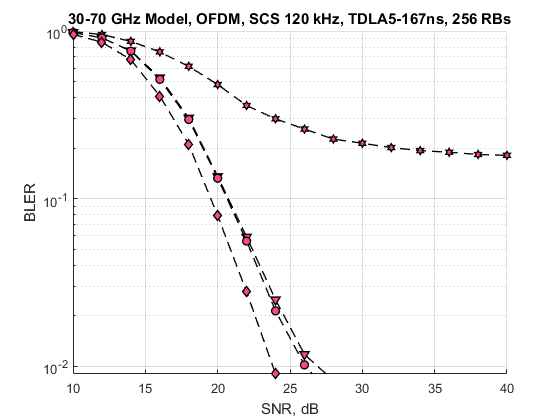 30-70 GHz Model, OFDM, SCS 120 kHz, TDLA5-167ns, 256 RBs
10⁰
10⁻¹
10⁻²
BLER
10 15 20 25 30 35 40
SNR, dB